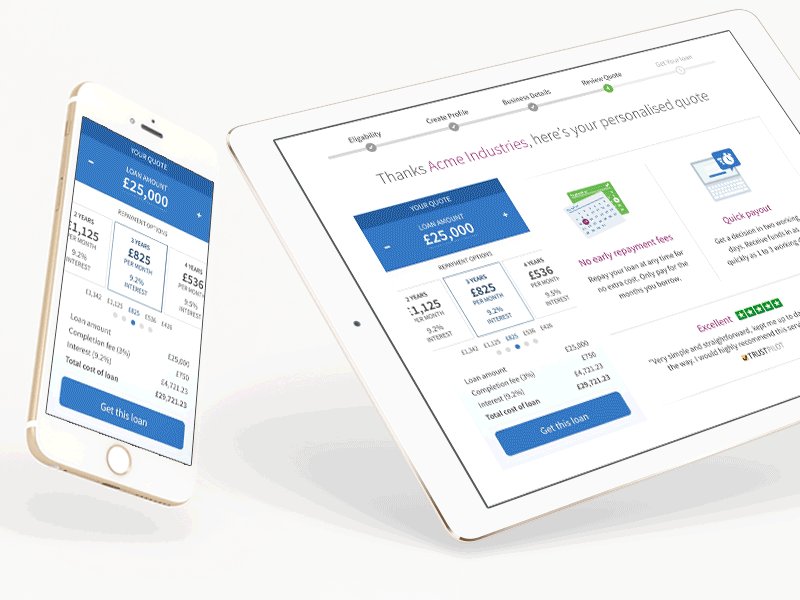 YOUR QUOTE
LOAN AMOUNT
£25,000
REPAYMENT OPTIONS
2 YEARS
£1,125
PER MONTH
9.2%
INTEREST
3 YEARS
£825
PER MONTH
9.2%
INTEREST
4 YEARS
£536
PER MONTH
9.5%
INTEREST
£1,342 £1,125 £825 £536 £426
Loan amount £25,000
Completion fee (3%) £750
Interest (9.2%) £4,721.23
Total cost of loan £29,721.23
Get this loan
Eligability
Create Profile
Business Details
Review Quote
4
Get Your loan
5
Thanks Acme Industries, here's your personalised quote
YOUR QUOTE
LOAN AMOUNT
£25,000
REPAYMENT OPTIONS
2 YEARS
£1,125
PER MONTH
9.2%
INTEREST
3 YEARS
£825
PER MONTH
9.2%
INTEREST
4 YEARS
£536
PER MONTH
9.5%
INTEREST
£1,342 £1,125 £825 £536 £426
Loan amount £25,000
Completion fee (3%) £750
Interest (9.2%) £4,721.23
Total cost of loan £29,721.23
Get this loan
No early repayment fees
Repay your loan at any time for
no extra cost. Only pay for the
months you borrow.
Quick payout
Get a decision in two working
days. Receive funds in as
quickly as 1 to 3 working
Excellent
"Very simple and straightforward, kept me up to
the way. I would highly recommend this
TRUSTPILOT